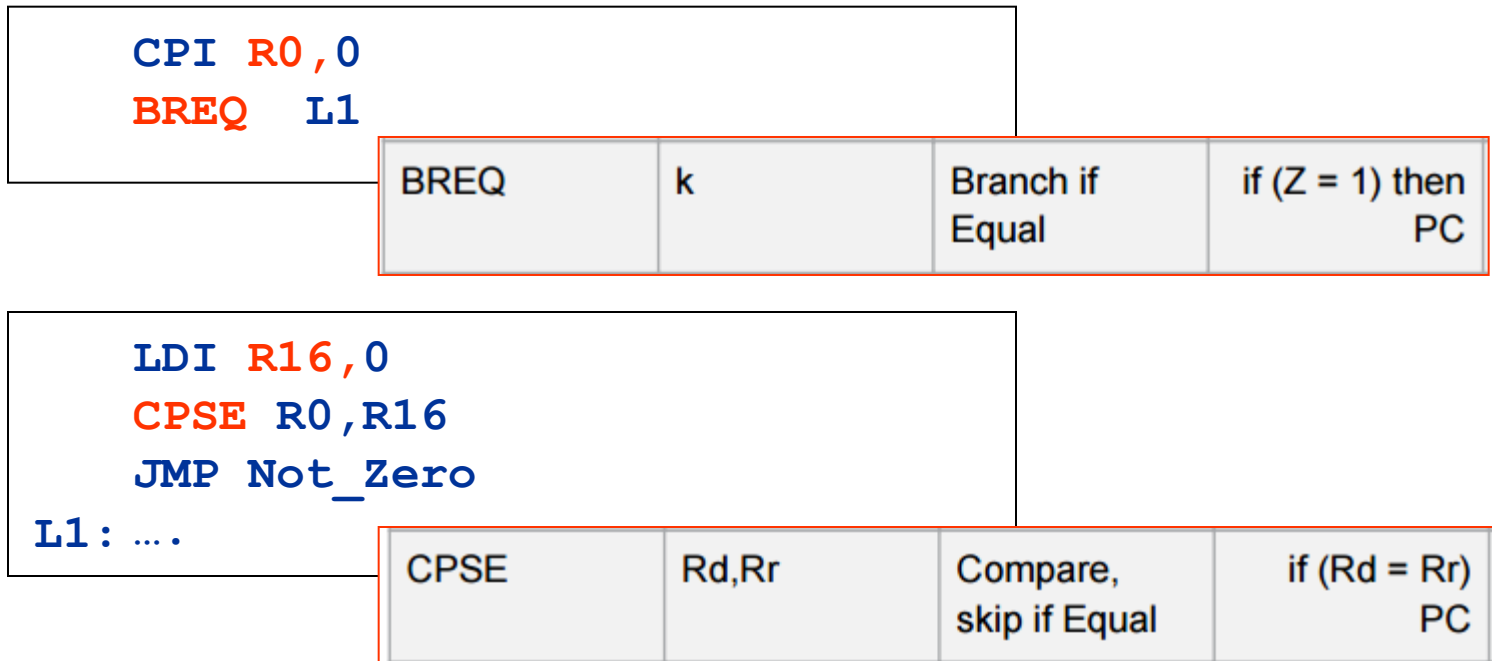 CPI R0,0
BREQ L1
BREQ k Branch if if (Z = 1) then
Equal PC
LDI R16,0
CPSE R0,R16
JMP Not_Zero
L1: ….
CPSE Rd,Rr Compare, if (Rd = Rr)
skip if Equal PC